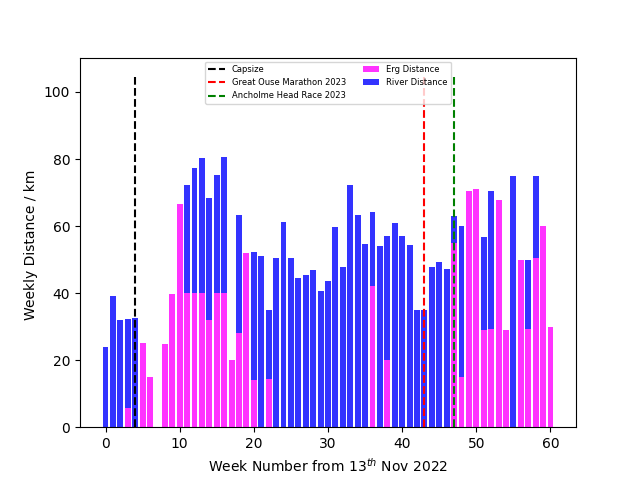 Capsize
Great Ouse Marathon 2023
Ancholme Head Race 2023
Erg Distance
River Distance
100
80
60
40
20
0
Weekly Distance / km
0 10 20 30 40 50 60
Week Number from 13th Nov 2022